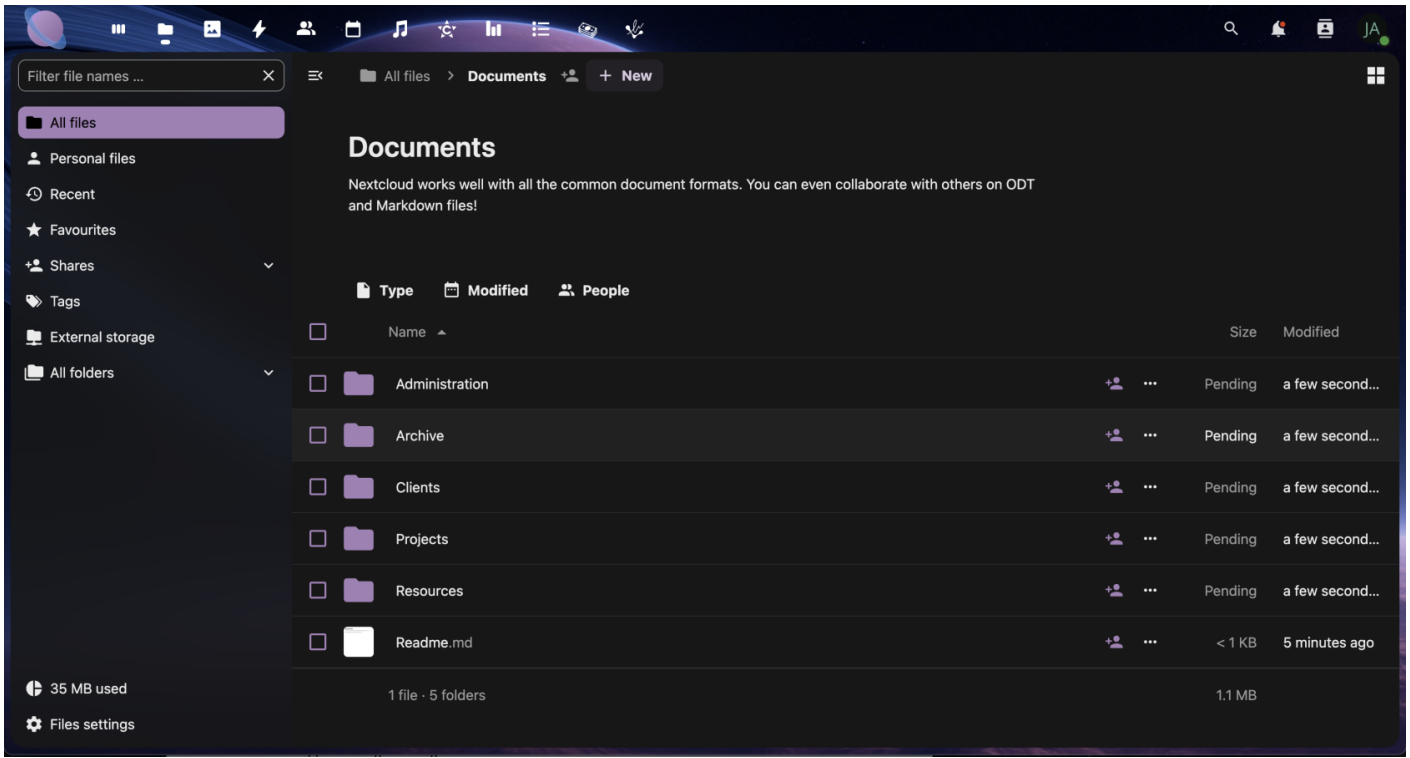 JA
Filter file names ...
All files > Documents
+ New
All files
Personal files
Recent
Favourites
Shares
Tags
External storage
All folders
35 MB used
Files settings
Documents
Nextcloud works well with all the common document formats. You can even collaborate with others on ODT
and Markdown files!
Type Modified People
Name Size Modified
Administration Pending a few second...
Archive Pending a few second...
Clients Pending a few second...
Projects Pending a few second...
Resources Pending a few second...
Readme.md < 1 KB 5 minutes ago
1 file · 5 folders 1.1 MB